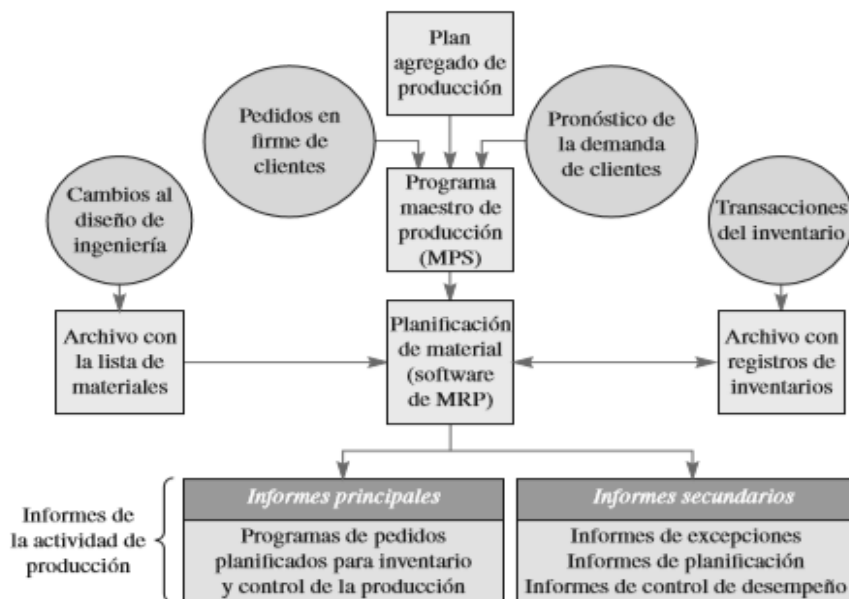 Plan
agregado de
producción
Pedidos en
firme de
clientes
Pronóstico de
la demanda
de clientes
Cambios al
diseño de
ingeniería
Programa
maestro de
producción
(MPS)
Transacciones
del inventario
Archivo con
la lista de
materiales
Planificación
de material
(software
de MRP)
Archivo con
registros de
inventarios
Informes de
la actividad de
producción
Informes principales
Programas de pedidos
planificados para inventario
y control de la producción
Informes secundarios
Informes de excepciones
Informes de planificación
Informes de control de desempeño